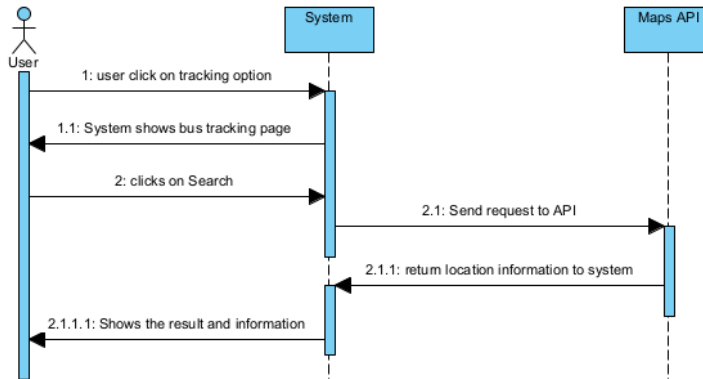 System
Maps API
User
1: user click on tracking option
1.1: System shows bus tracking page
2: clicks on Search
2.1: Send request to API
2.1.1: return location information to system
2.1.1.1: Shows the result and information